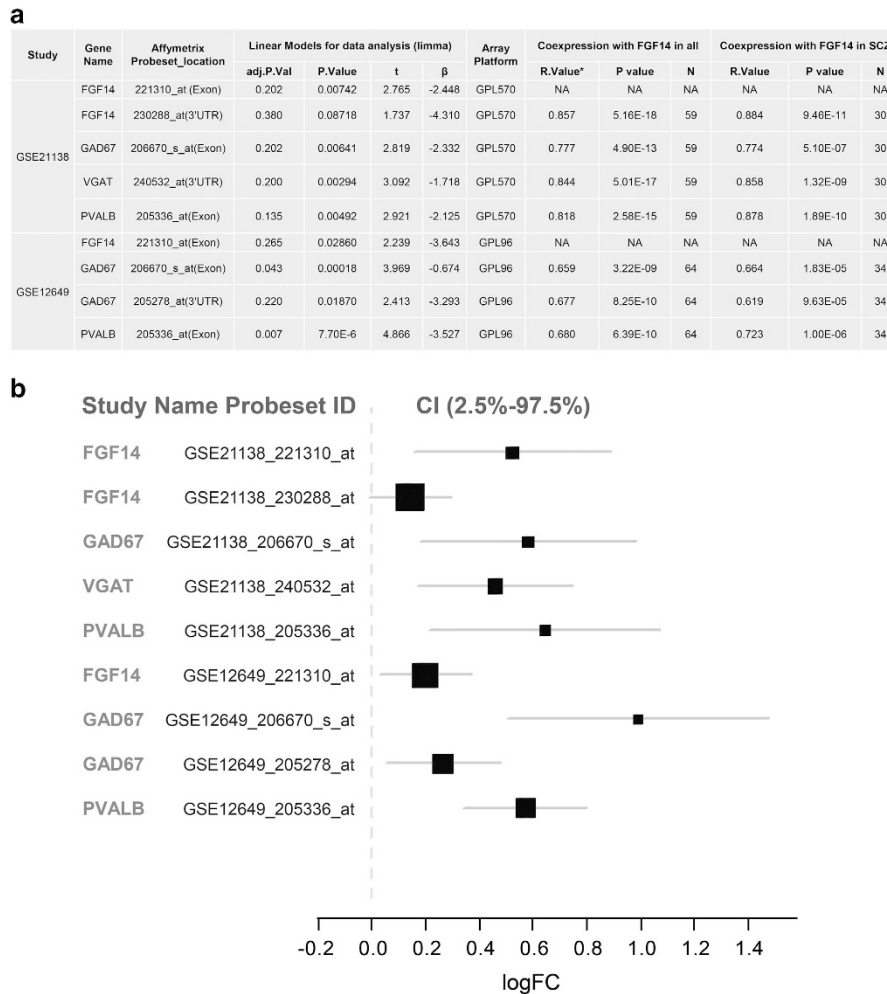 a
Study Gene Name Affymetrix Probeset_location Linear Models for data analysis (limma) Array Platform Coexpression with FGF14 in all Coexpression with FGF14 in SCZ
adj.P.Val P.Value t β R.Value* P value N R.Value P value N
GSE21138
FGF14 221310_at (Exon) 0.202 0.00742 2.765 -2.448 GPL570 NA NA NA NA NA NA
FGF14 230288_at(3'UTR) 0.380 0.08718 1.737 -4.310 GPL570 0.857 5.16E-18 59 0.884 9.46E-11 30
GAD67 206670_s_at(Exon) 0.202 0.00641 2.819 -2.332 GPL570 0.777 4.90E-13 59 0.774 5.10E-07 30
VGAT 240532_at(3'UTR) 0.200 0.00294 3.092 -1.718 GPL570 0.844 5.01E-17 59 0.858 1.32E-09 30
PVALB 205336_at(Exon) 0.135 0.00492 2.921 -2.125 GPL570 0.818 2.58E-15 59 0.878 1.89E-10 30
GSE12649
FGF14 221310_at(Exon) 0.265 0.02860 2.239 -3.643 GPL96 NA NA NA NA NA NA
GAD67 206670_s_at(Exon) 0.043 0.00018 3.969 -0.674 GPL96 0.659 3.22E-09 64 0.664 1.83E-05 34
GAD67 205278_at(3'UTR) 0.220 0.01870 2.413 -3.293 GPL96 0.677 8.25E-10 64 0.619 9.63E-05 34
PVALB 205336_at(Exon) 0.007 7.70E-6 4.866 -3.527 GPL96 0.680 6.39E-10 64 0.723 1.00E-06 34
b
Study Name Probeset ID CI (2.5%-97.5%)
FGF14 GSE21138_221310_at
FGF14 GSE21138_230288_at
GAD67 GSE21138_206670_s_at
VGAT GSE21138_240532_at
PVALB GSE21138_205336_at
FGF14 GSE12649_221310_at
GAD67 GSE12649_206670_s_at
GAD67 GSE12649_205278_at
PVALB GSE12649_205336_at
-0.2 0.0 0.2 0.4 0.6 0.8 1.0 1.2 1.4
logFC